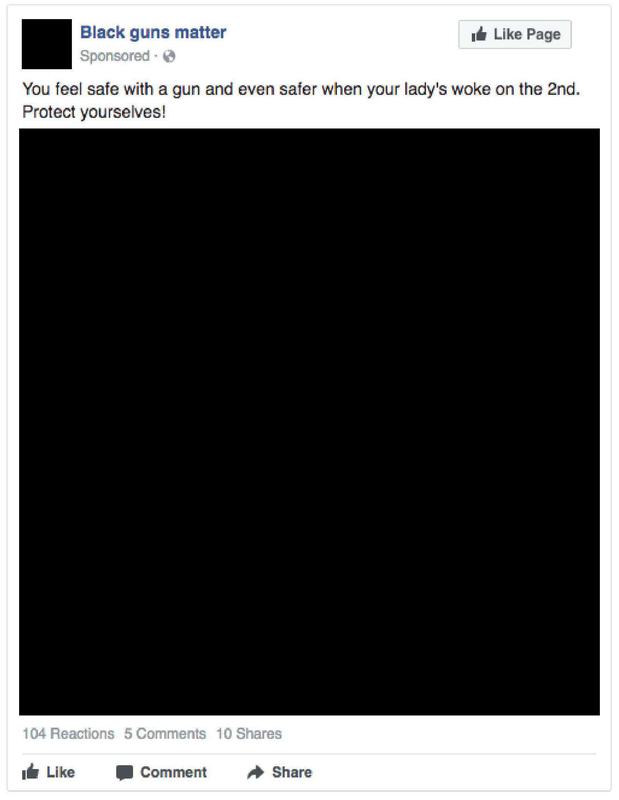 Black guns matter
Like Page
Sponsored ·
You feel safe with a gun and even safer when your lady's woke on the 2nd.
Protect yourselves!
104 Reactions 5 Comments 10 Shares
Like Comment Share